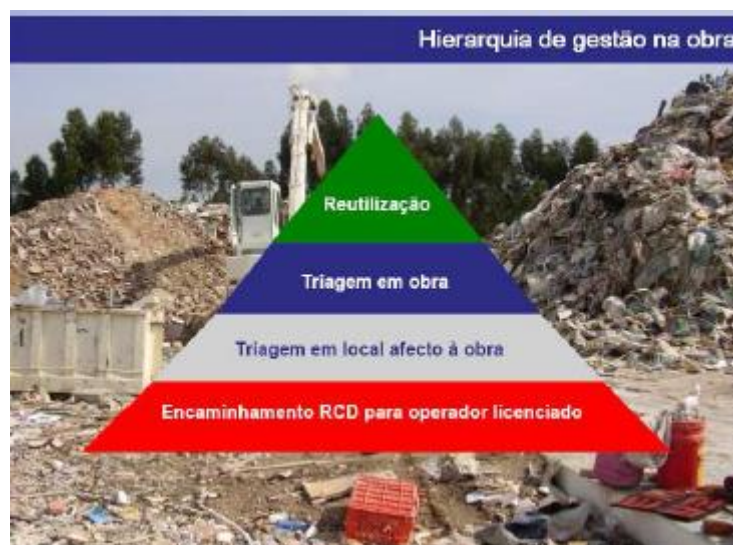 Hierarquia de gestão na obra
Reutilização
Triagem em obra
Triagem em local afecto à obra
Encaminhamento RCD para operador licenciado